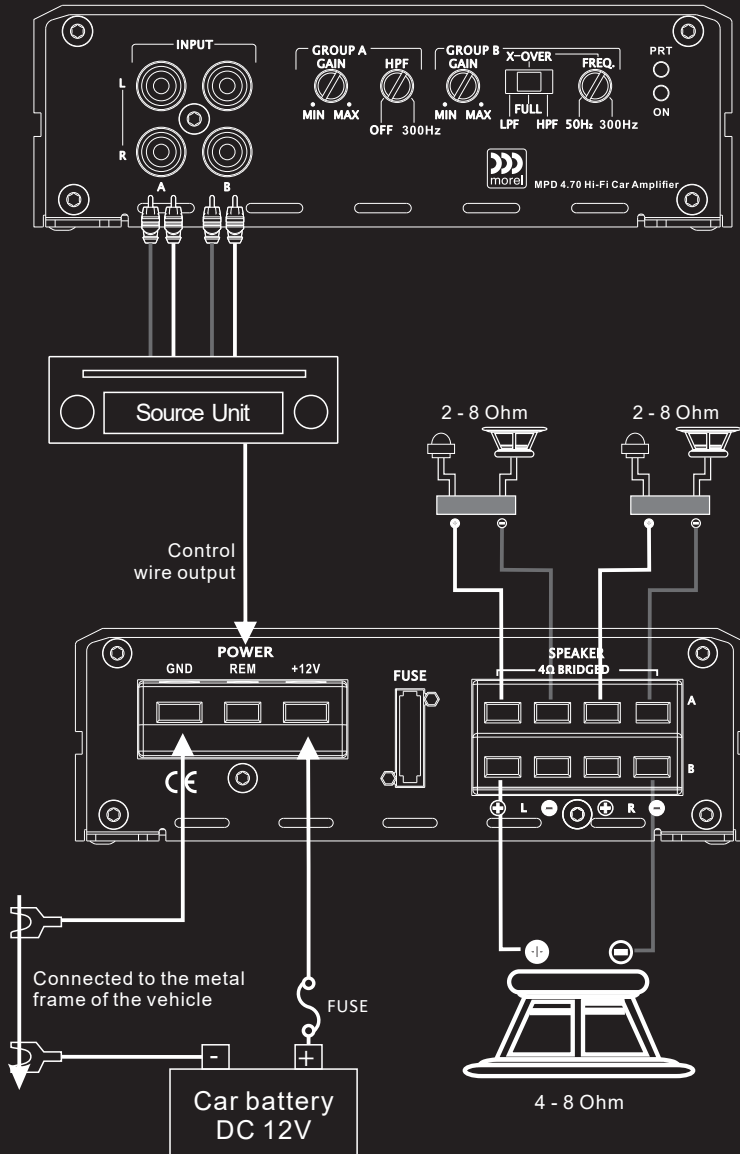 INPUT
L
R
A B
GROUP A
GAIN HPF
MIN MAX
OFF 300Hz
GROUP B
GAIN X-OVER FREQ.
MIN MAX
FULL
LPF HPF 50Hz 300Hz
PRT
ON
morel
MPD 4.70 Hi-Fi Car Amplifier
Source Unit
2 - 8 Ohm 2 - 8 Ohm
Control
wire output
POWER
GND REM +12V
FUSE
SPEAKER
4Ω BRIDGED
A
B
CE
+ L - + R -
Connected to the metal
frame of the vehicle
FUSE
- +
Car battery
DC 12V
4 - 8 Ohm